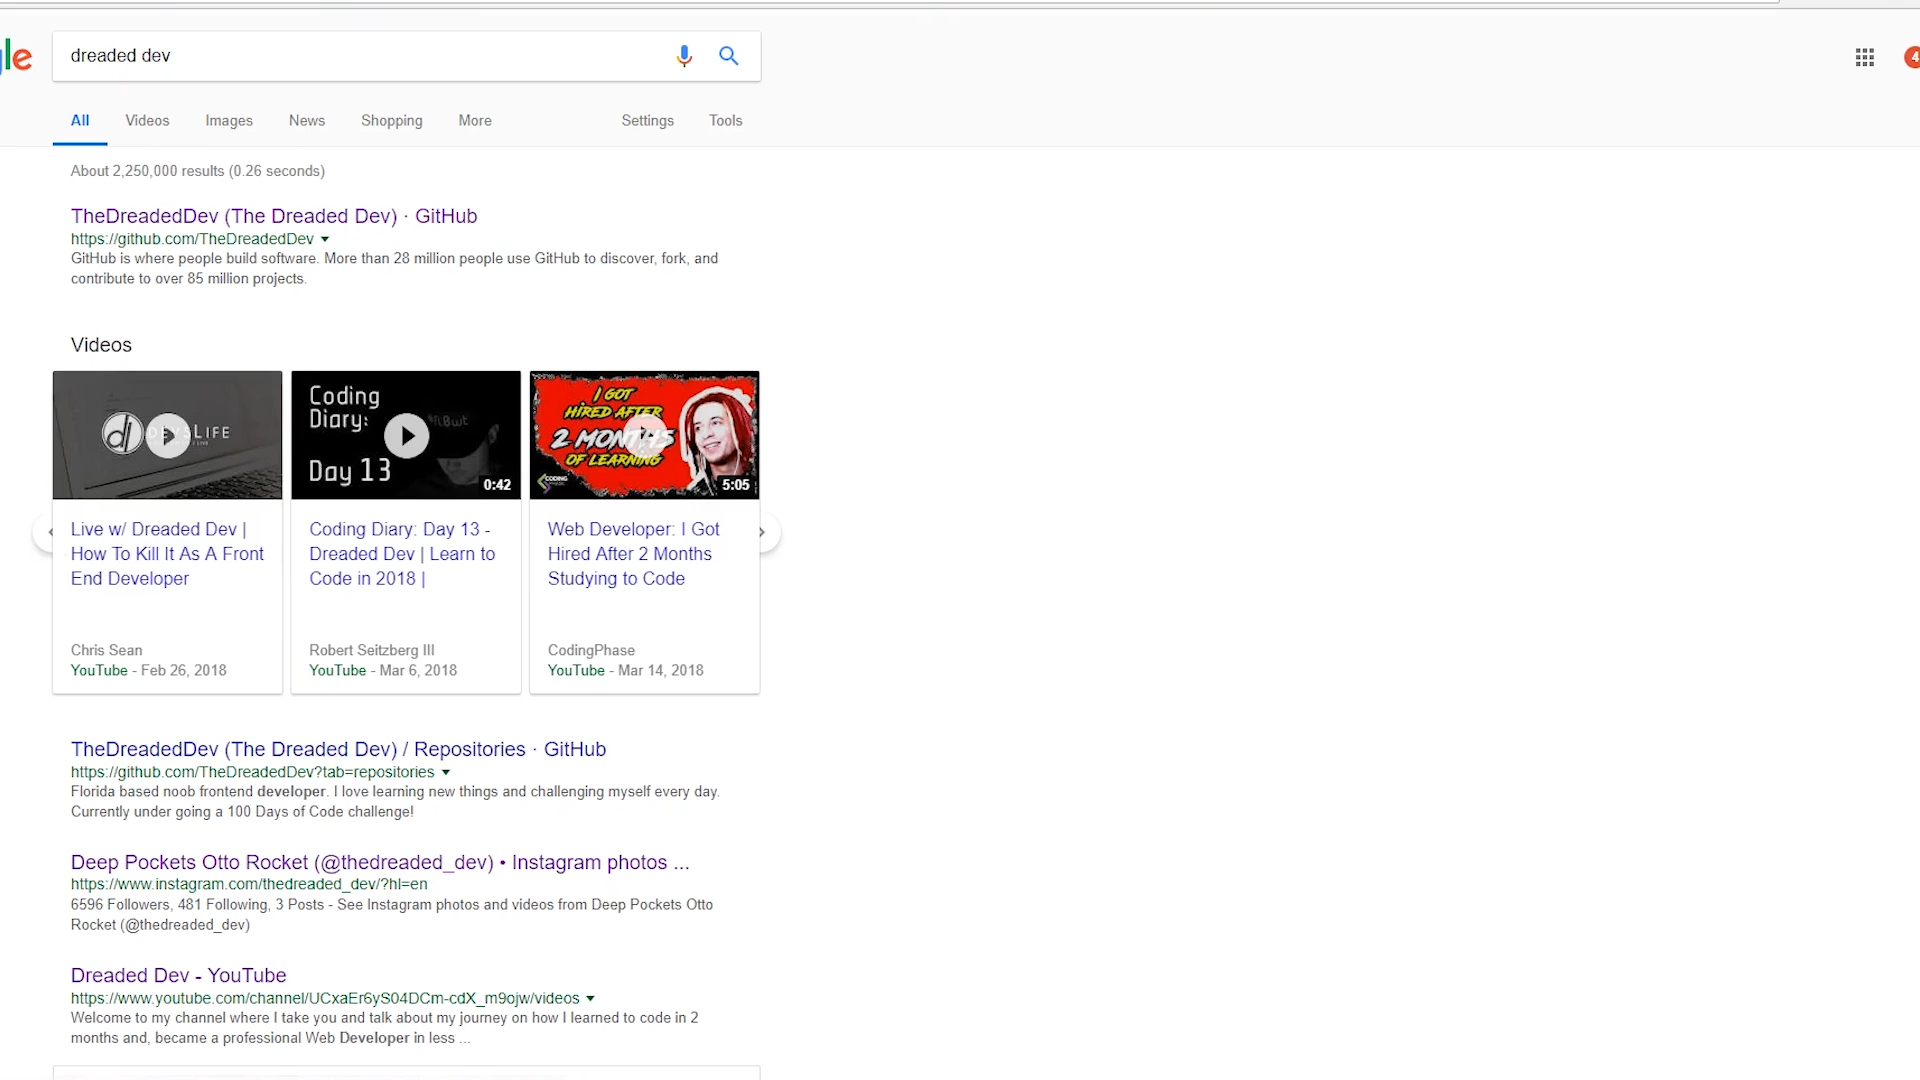 le
dreaded dev
4
All Videos Images News Shopping More Settings Tools
About 2,250,000 results (0.26 seconds)
TheDreadedDev (The Dreaded Dev) · GitHub
https://github.com/TheDreadedDev
GitHub is where people build software. More than 28 million people use GitHub to discover, fork, and
contribute to over 85 million projects.
Videos
d DEVSLIFE
Coding
Diary:
Day 13
0:42
I GOT
HIRED AFTER
2 MONTHS
OF LEARNING
CODING
5:05
Live w/ Dreaded Dev |
How To Kill It As A Front
End Developer
Chris Sean
YouTube - Feb 26, 2018
Coding Diary: Day 13 -
Dreaded Dev | Learn to
Code in 2018 |
Robert Seitzberg III
YouTube - Mar 6, 2018
Web Developer: I Got
Hired After 2 Months
Studying to Code
CodingPhase
YouTube - Mar 14, 2018
TheDreadedDev (The Dreaded Dev) / Repositories · GitHub
https://github.com/TheDreadedDev?tab=repositories
Florida based noob frontend developer. I love learning new things and challenging myself every day.
Currently under going a 100 Days of Code challenge!
Deep Pockets Otto Rocket (@thedreaded_dev) • Instagram photos ...
https://www.instagram.com/thedreaded_dev/?hl=en
6596 Followers, 481 Following, 3 Posts - See Instagram photos and videos from Deep Pockets Otto
Rocket (@thedreaded_dev)
Dreaded Dev - YouTube
https://www.youtube.com/channel/UCxaEr6yS04DCm-cdX_m9ojw/videos
Welcome to my channel where I take you and talk about my journey on how I learned to code in 2
months and, became a professional Web Developer in less ...